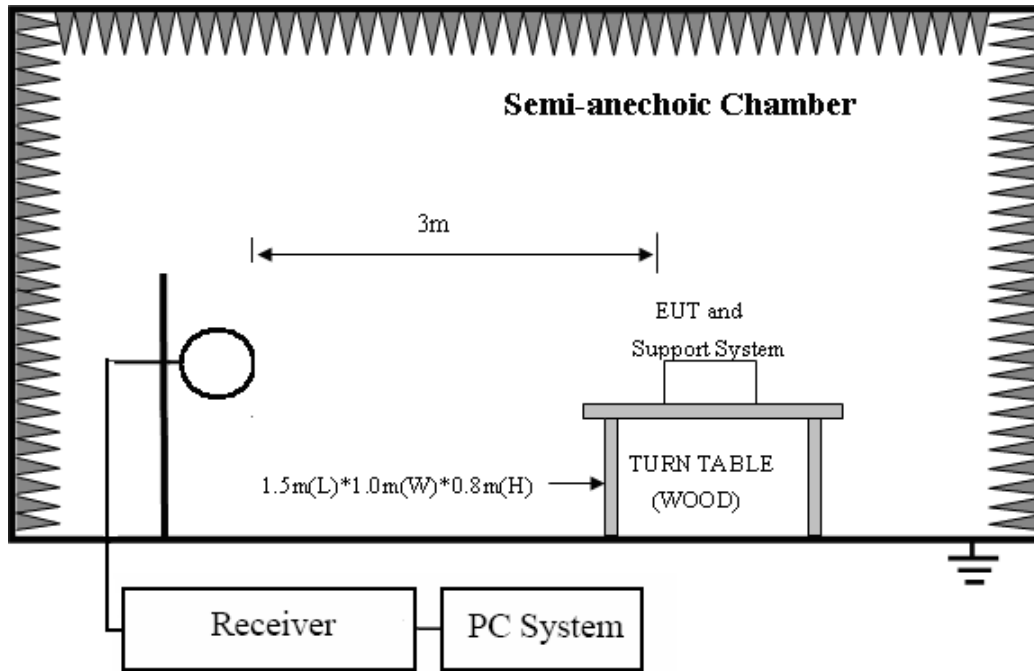 Semi-anechoic Chamber
3m
EUT and
Support System
1.5m(L)*1.0m(W)*0.8m(H)
TURN TABLE
(WOOD)
Receiver
PC System